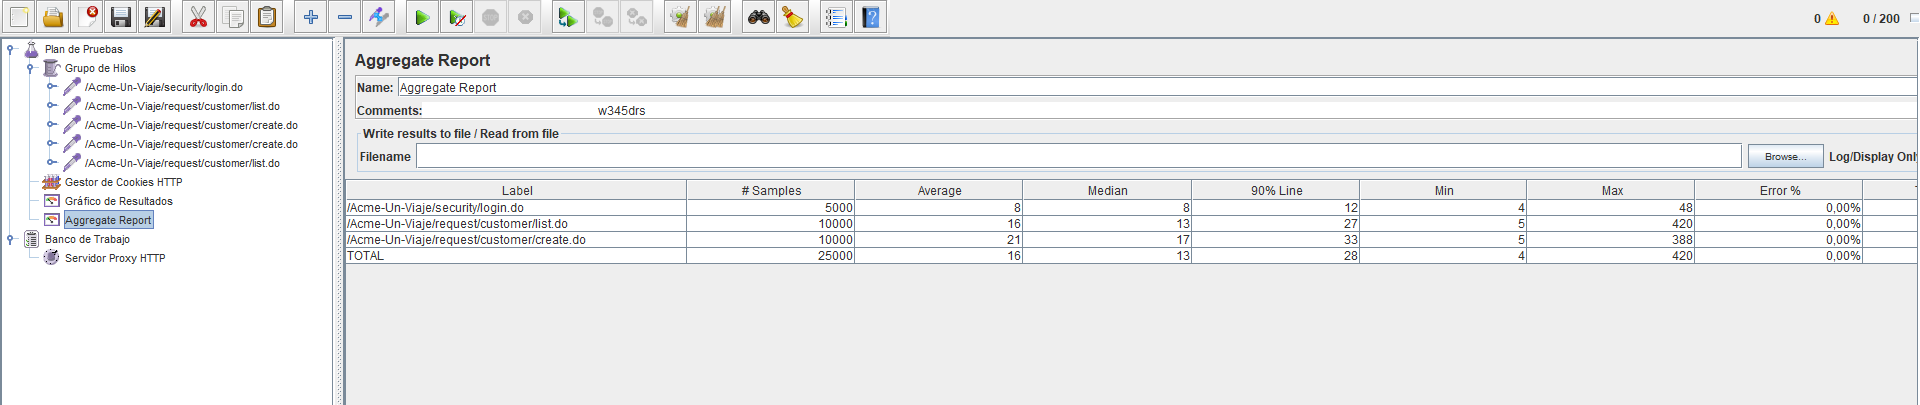 0 0 / 200
Plan de Pruebas
Grupo de Hilos
/Acme-Un-Viaje/security/login.do
/Acme-Un-Viaje/request/customer/list.do
/Acme-Un-Viaje/request/customer/create.do
/Acme-Un-Viaje/request/customer/create.do
/Acme-Un-Viaje/request/customer/list.do
Gestor de Cookies HTTP
Gráfico de Resultados
Aggregate Report
Banco de Trabajo
Servidor Proxy HTTP
Aggregate Report
Name: Aggregate Report
Comments: w345drs
Write results to file / Read from file
Filename Browse... Log/Display Only
Label # Samples Average Median 90% Line Min Max Error %
/Acme-Un-Viaje/security/login.do 5000 8 8 12 4 48 0,00%
/Acme-Un-Viaje/request/customer/list.do 10000 16 13 27 5 420 0,00%
/Acme-Un-Viaje/request/customer/create.do 10000 21 17 33 5 388 0,00%
TOTAL 25000 16 13 28 4 420 0,00%